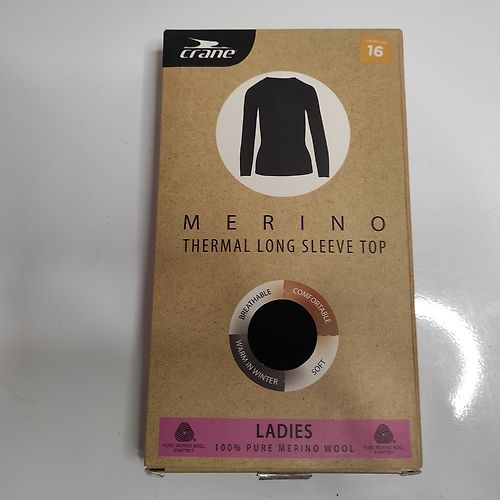 crane
16
MERINO
THERMAL LONG SLEEVE TOP
BREATHABLE
COMFORTABLE
WARM IN WINTER
SOFT
LADIES
100% PURE MERINO WOOL
PURE MERINO WOOL
PURE MERINO WOOL